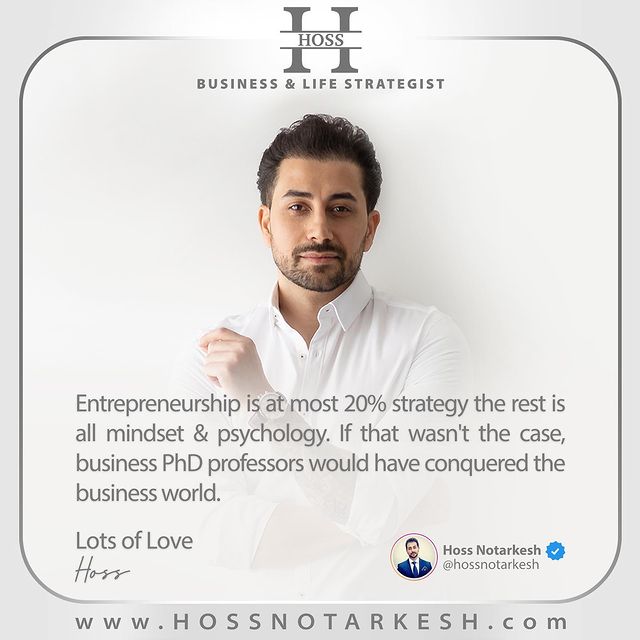 H
HOSS
BUSINESS & LIFE STRATEGIST
Entrepreneurship is at most 20% strategy the rest is
all mindset & psychology. If that wasn't the case,
business PhD professors would have conquered the
business world.
Lots of Love
Hoss
Hoss Notarkesh
@hossnotarkesh
www.HOSSNOTARKESH.com